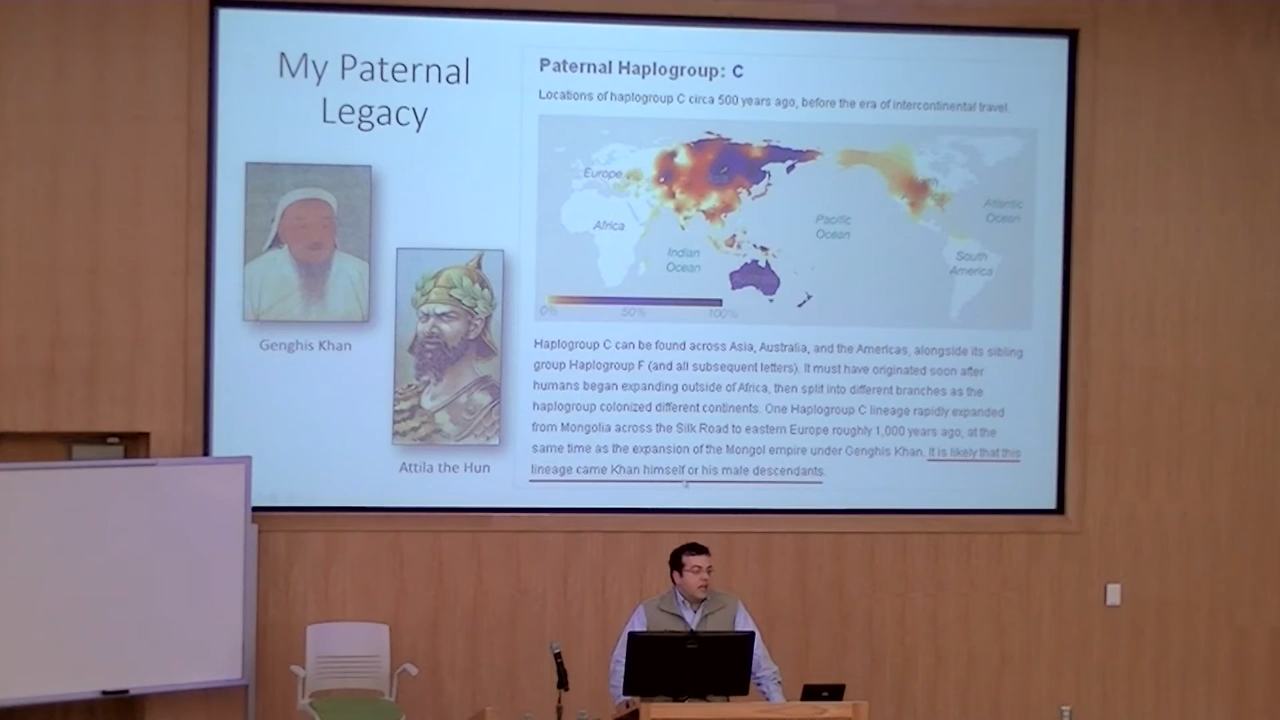 My Paternal
Legacy
Genghis Khan
Attila the Hun
Paternal Haplogroup: C
Locations of haplogroup C circa 500 years ago, before the era of intercontinental travel.
Europe
Africa
Indian
Ocean
Pacific
Ocean
Atlantic
Ocean
South
America
0%
50%
100%
Haplogroup C can be found across Asia, Australia, and the Americas, alongside its sibling
group Haplogroup F (and all subsequent letters). It must have originated soon after
humans began expanding outside of Africa, then split into different branches as the
haplogroup colonized different continents. One Haplogroup C lineage rapidly expanded
from Mongolia across the Silk Road to eastern Europe roughly 1,000 years ago, at the
same time as the expansion of the Mongol empire under Genghis Khan. It is likely that this
lineage came Khan himself or his male descendants.